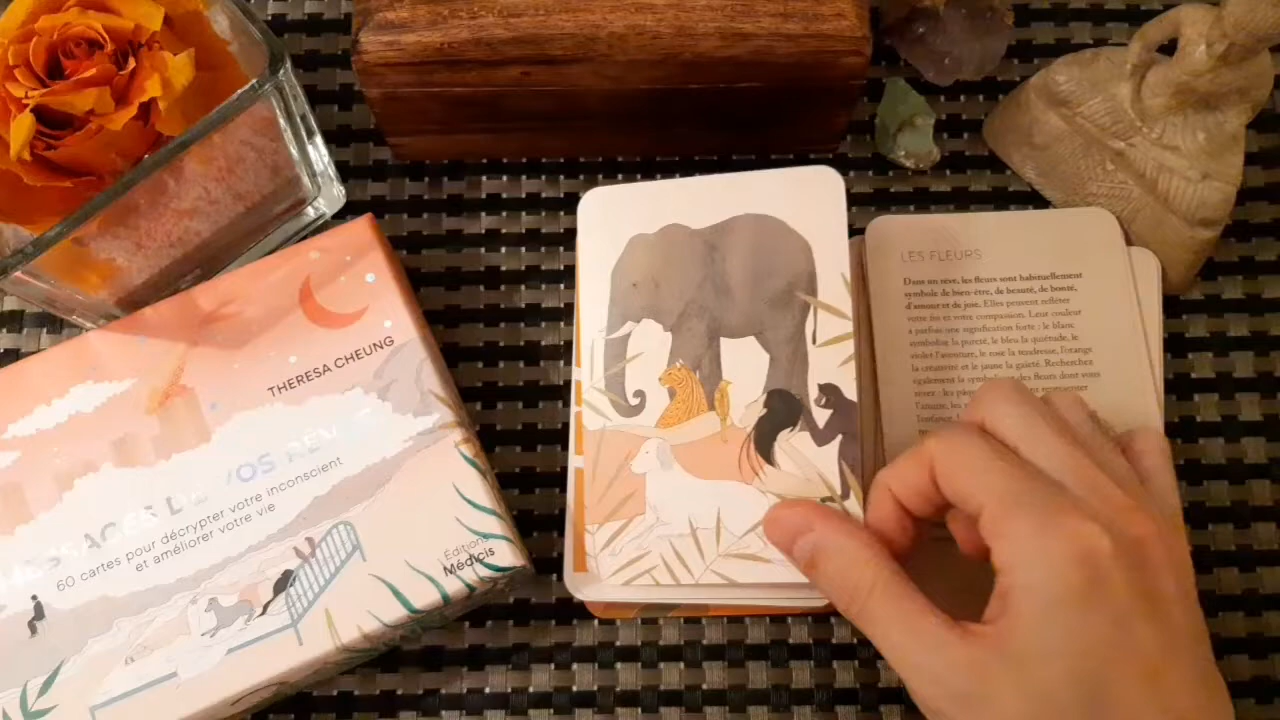 THERESA CHEUNG
60 cartes pour décrypter votre inconscient
et améliorer votre vie
Éditions
Médicis
LES FLEURS
Dans un rêve, les fleurs sont habituellement
symbole de bien-être, de beauté, de bonté,
d'amour et de joie. Elles peuvent refléter
votre foi et votre compassion. Leur couleur
a parfois une signification forte : le blanc
symbolise la pureté, le bleu la quiétude, le
violet l'aventure, le rose la tendresse, l'orange
la créativité et le jaune la gaieté. Recherchez
également la des fleurs dont vous
rêvez : les représenter